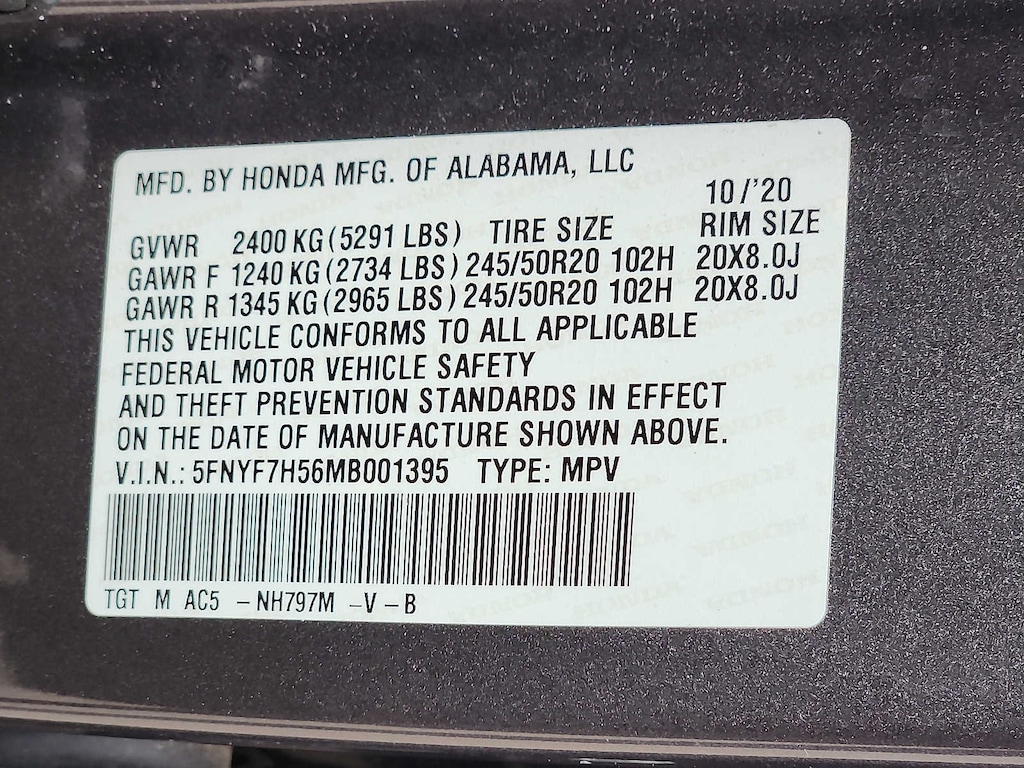 MFD. BY HONDA MFG. OF ALABAMA, LLC
10/'20
GVWR 2400 KG (5291 LBS) TIRE SIZE RIM SIZE
GAWR F 1240 KG (2734 LBS) 245/50R20 102H 20X8.0J
GAWR R 1345 KG (2965 LBS) 245/50R20 102H 20X8.0J
THIS VEHICLE CONFORMS TO ALL APPLICABLE
FEDERAL MOTOR VEHICLE SAFETY
AND THEFT PREVENTION STANDARDS IN EFFECT
ON THE DATE OF MANUFACTURE SHOWN ABOVE.
V.I.N.: 5FNYF7H56MB001395 TYPE: MPV
TGT M AC5 -NH797M -V -B